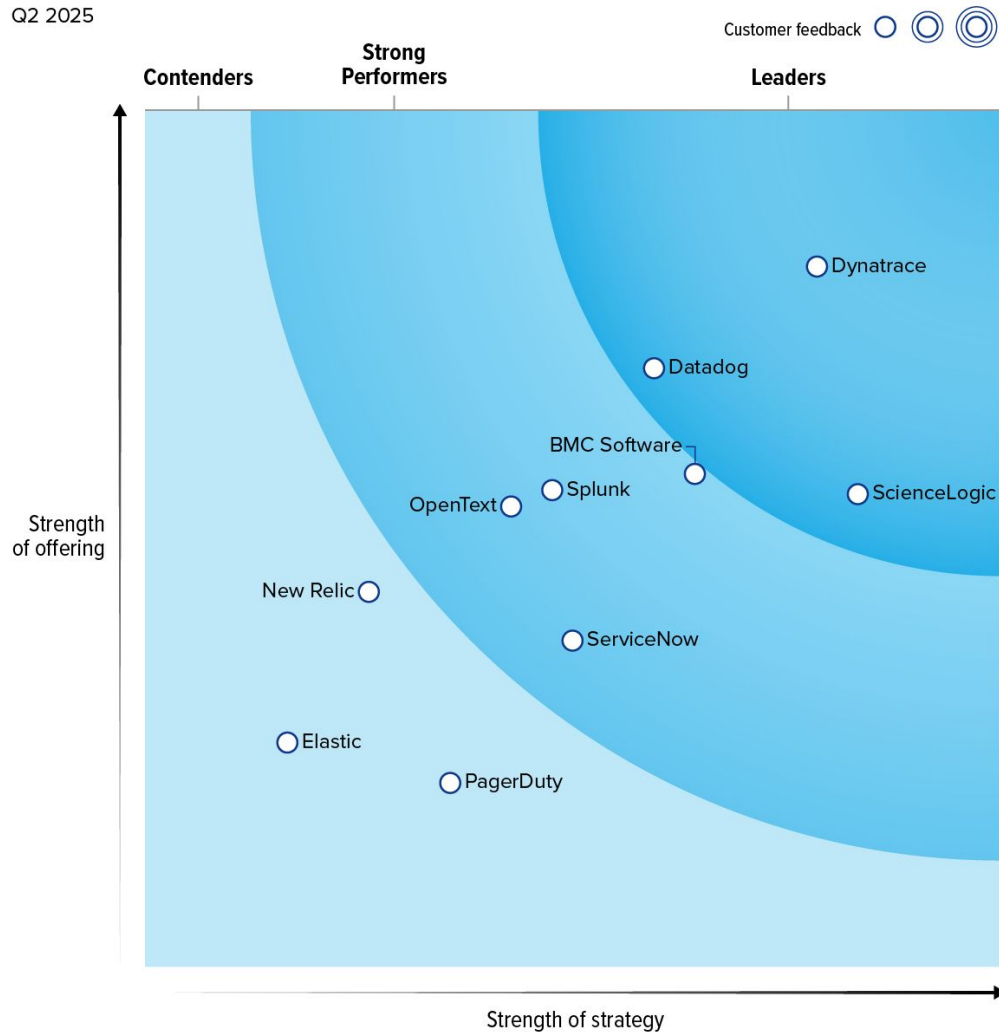 Q2 2025
Customer feedback
Contenders
Strong
Performers
Leaders
Dynatrace
Datadog
BMC Software
Splunk
ScienceLogic
OpenText
Strength
of offering
New Relic
ServiceNow
Elastic
PagerDuty
Strength of strategy